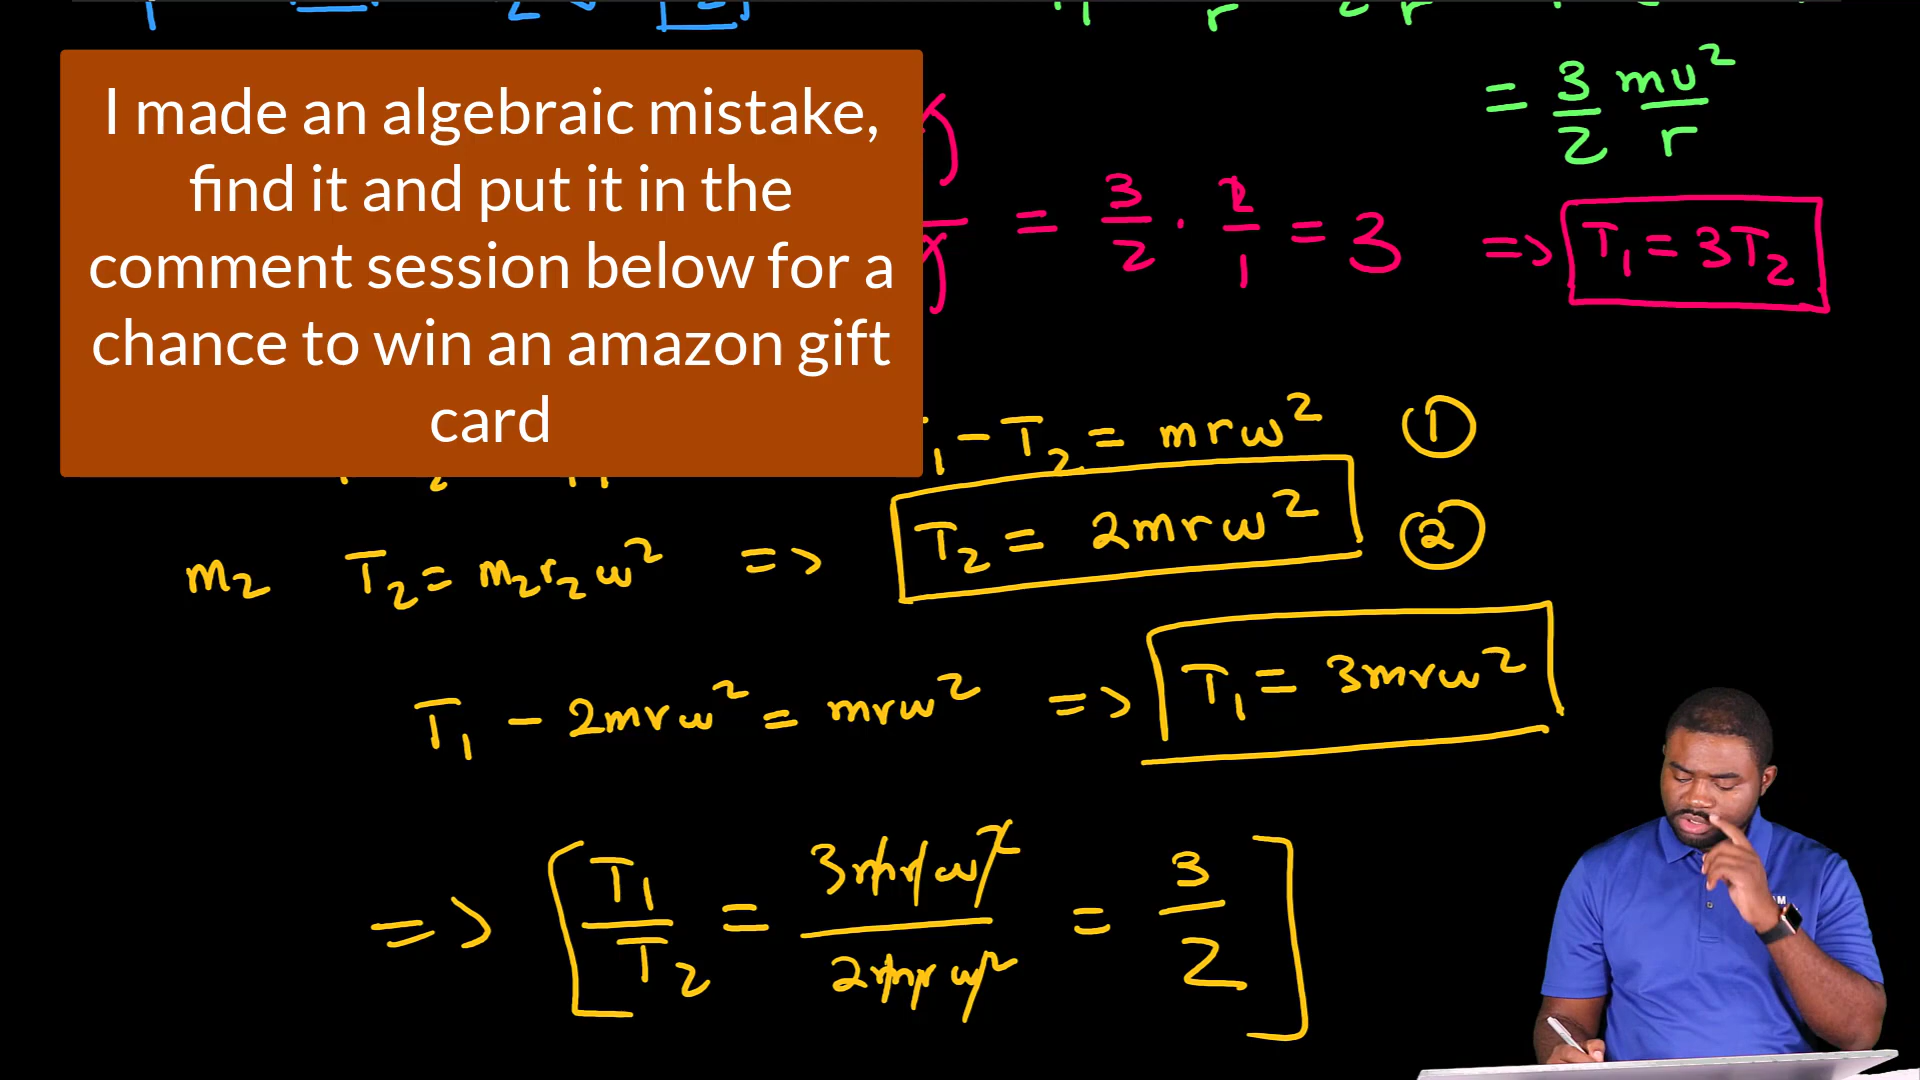 I made an algebraic mistake,
find it and put it in the
comment session below for a
chance to win an amazon gift
card
= 3/2 mv²/r
= 3/2 · 2/1 = 3 => T₁ = 3T₂
₁ - T₂ = mrω² ①
m₂ T₂ = m₂r₂ω² => T₂ = 2mrω² ②
T₁ - 2mrω² = mrω² => T₁ = 3mrω²
=> [T₁/T₂ = 3mrω²/2mrω² = 3/2]